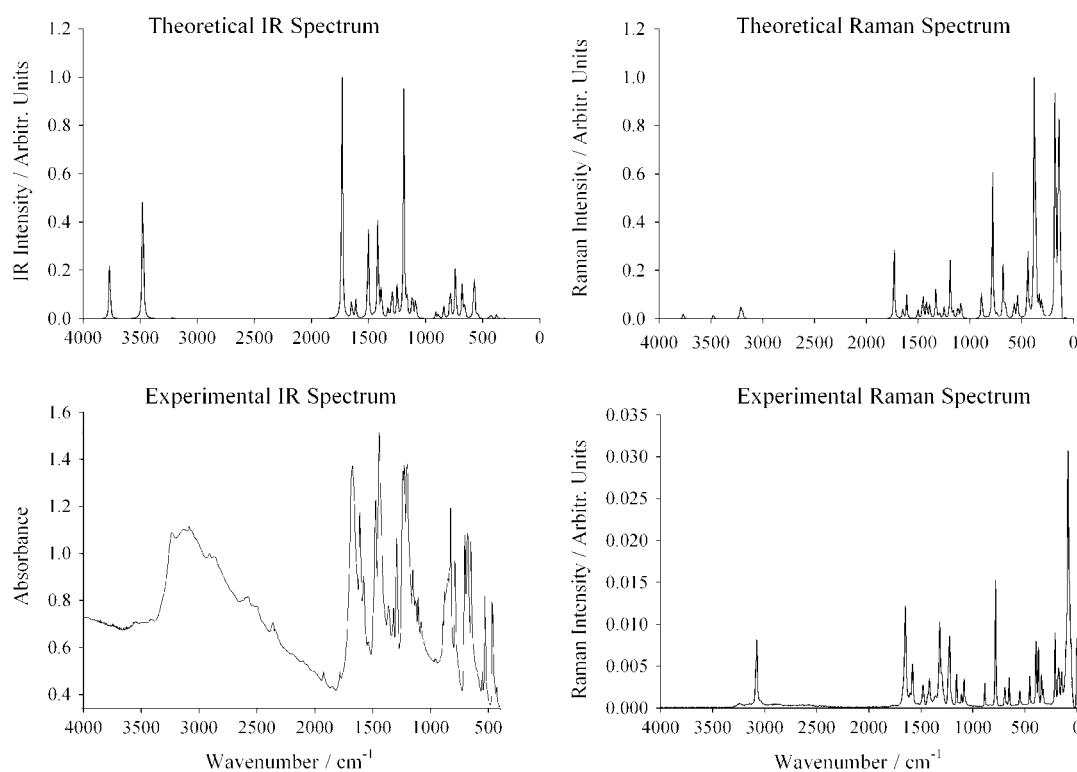 Theoretical IR Spectrum
IR Intensity / Arbitr. Units
1.2
1.0
0.8
0.6
0.4
0.2
0.0
4000 3500 3000 2500 2000 1500 1000 500 0
Theoretical Raman Spectrum
Raman Intensity / Arbitr. Units
1.2
1.0
0.8
0.6
0.4
0.2
0.0
4000 3500 3000 2500 2000 1500 1000 500 0
Experimental IR Spectrum
Absorbance
1.6
1.4
1.2
1.0
0.8
0.6
0.4
4000 3500 3000 2500 2000 1500 1000 500
Wavenumber / cm⁻¹
Experimental Raman Spectrum
Raman Intensity / Arbitr. Units
0.035
0.030
0.025
0.020
0.015
0.010
0.005
0.000
4000 3500 3000 2500 2000 1500 1000 500 0
Wavenumber / cm⁻¹